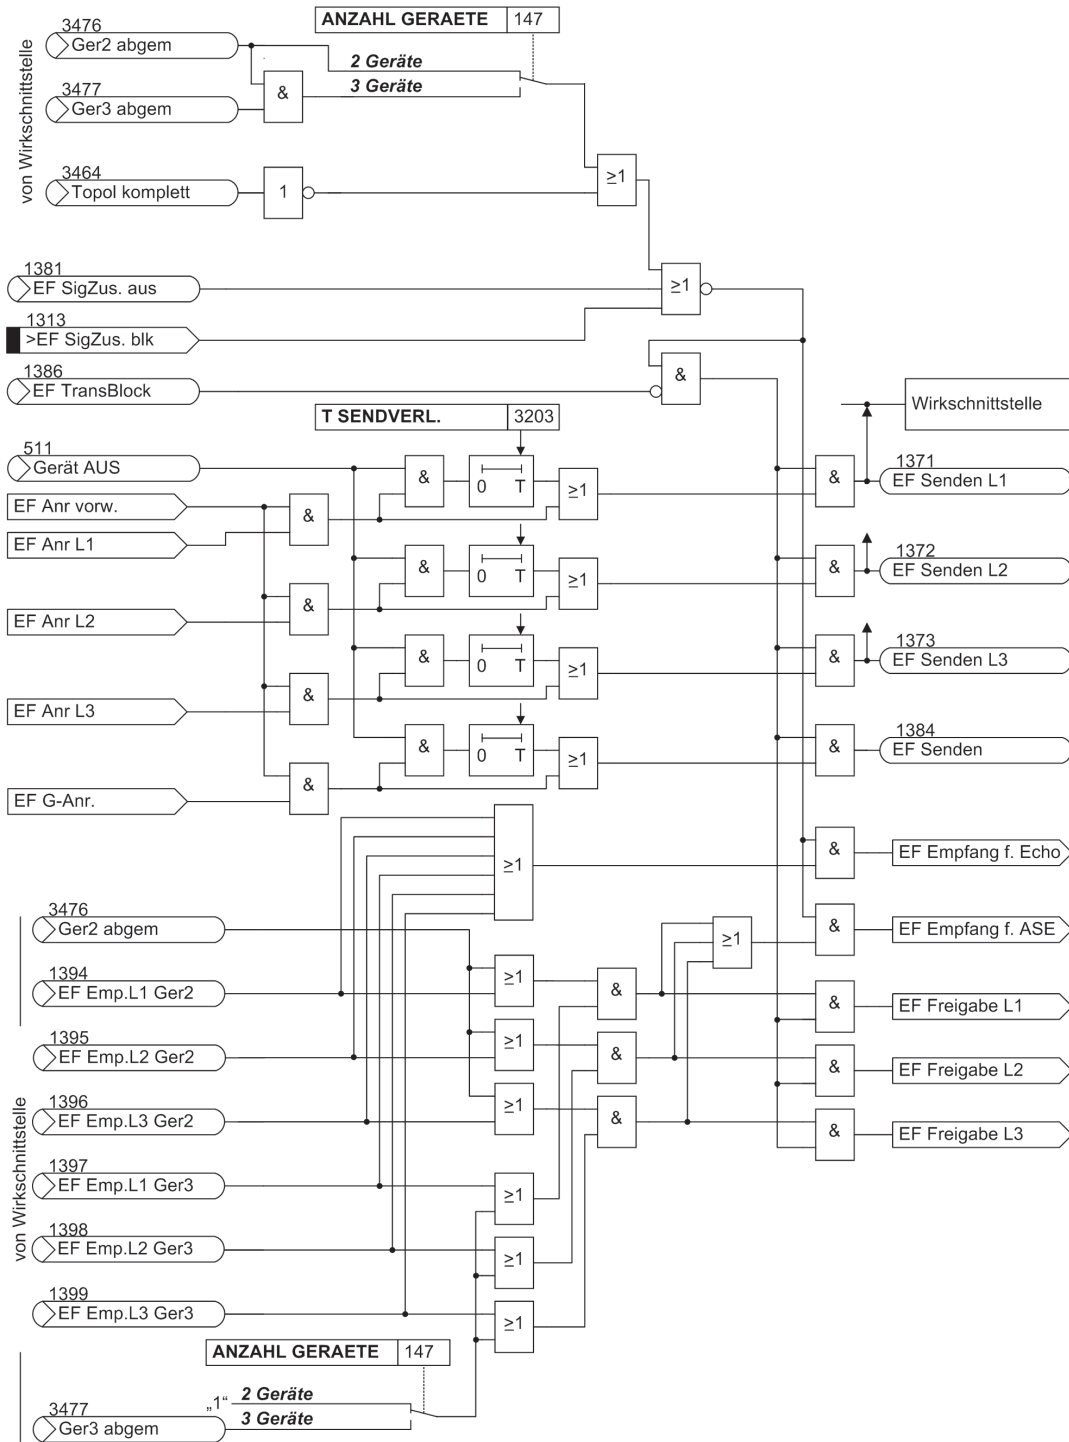 ANZAHL GERAETE 147
3476
Ger2 abgem
2 Geräte
3 Geräte
&
3477
Ger3 abgem
von Wirkschnittstelle
3464
Topol komplett
1
≥1
1381
EF SigZus. aus
≥1
1313
>EF SigZus. blk
1386
EF TransBlock
&
Wirkschnittstelle
T SENDVERL. 3203
511
Gerät AUS
&
0 T
≥1
&
1371
EF Senden L1
EF Anr vorw.
&
EF Anr L1
&
0 T
≥1
&
1372
EF Senden L2
&
EF Anr L2
&
0 T
≥1
&
1373
EF Senden L3
&
EF Anr L3
&
0 T
≥1
&
1384
EF Senden
&
EF G-Anr.
≥1
&
EF Empfang f. Echo
3476
Ger2 abgem
≥1
&
EF Empfang f. ASE
1394
EF Emp.L1 Ger2
≥1
&
&
EF Freigabe L1
1395
EF Emp.L2 Ger2
≥1
&
&
EF Freigabe L2
1396
EF Emp.L3 Ger2
≥1
&
&
EF Freigabe L3
von Wirkschnittstelle
1397
EF Emp.L1 Ger3
≥1
1398
EF Emp.L2 Ger3
≥1
1399
EF Emp.L3 Ger3
≥1
ANZAHL GERAETE 147
„1“ 2 Geräte
3 Geräte
3477
Ger3 abgem